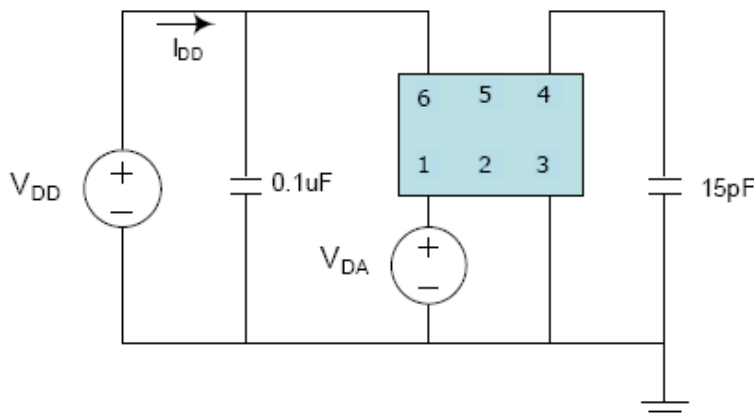 I_DD
6 5 4
1 2 3
V_DD
+
−
0.1uF
15pF
V_DA
+
−